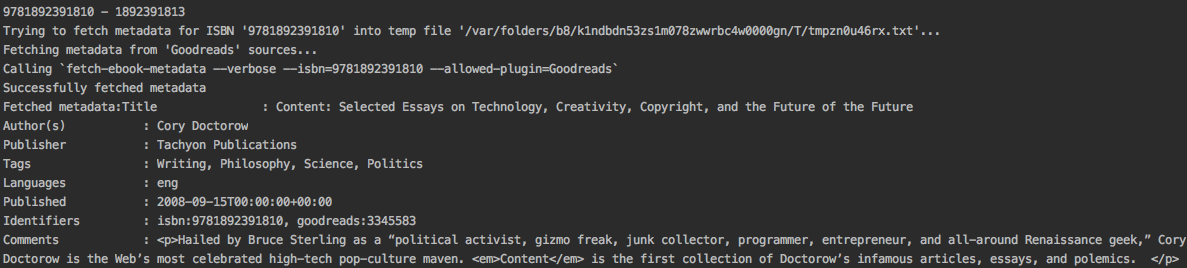 9781892391810 - 1892391813
Trying to fetch metadata for ISBN '9781892391810' into temp file '/var/folders/b8/k1ndbdn53zs1m078zwwrbc4w0000gn/T/tmpzn0u46rx.txt'...
Fetching metadata from 'Goodreads' sources...
Calling `fetch-ebook-metadata --verbose --isbn=9781892391810 --allowed-plugin=Goodreads`
Successfully fetched metadata
Fetched metadata:Title               : Content: Selected Essays on Technology, Creativity, Copyright, and the Future of the Future
Author(s)           : Cory Doctorow
Publisher           : Tachyon Publications
Tags                : Writing, Philosophy, Science, Politics
Languages           : eng
Published           : 2008-09-15T00:00:00+00:00
Identifiers         : isbn:9781892391810, goodreads:3345583
Comments            : <p>Hailed by Bruce Sterling as a “political activist, gizmo freak, junk collector, programmer, entrepreneur, and all-around Renaissance geek,” Cory
Doctorow is the Web’s most celebrated high-tech pop-culture maven. <em>Content</em> is the first collection of Doctorow’s infamous articles, essays, and polemics.  </p>